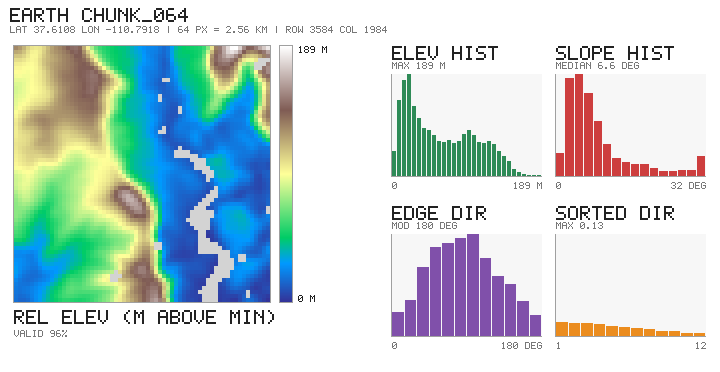 EARTH CHUNK_064
LAT 37.6108 LON -110.7918 | 64 PX = 2.56 KM | ROW 3584 COL 1984
189 M
0 M
REL ELEV (M ABOVE MIN)
VALID 96%
ELEV HIST
MAX 189 M
0 189 M
SLOPE HIST
MEDIAN 6.6 DEG
0 32 DEG
EDGE DIR
MOD 180 DEG
0 180 DEG
SORTED DIR
MAX 0.13
1 12